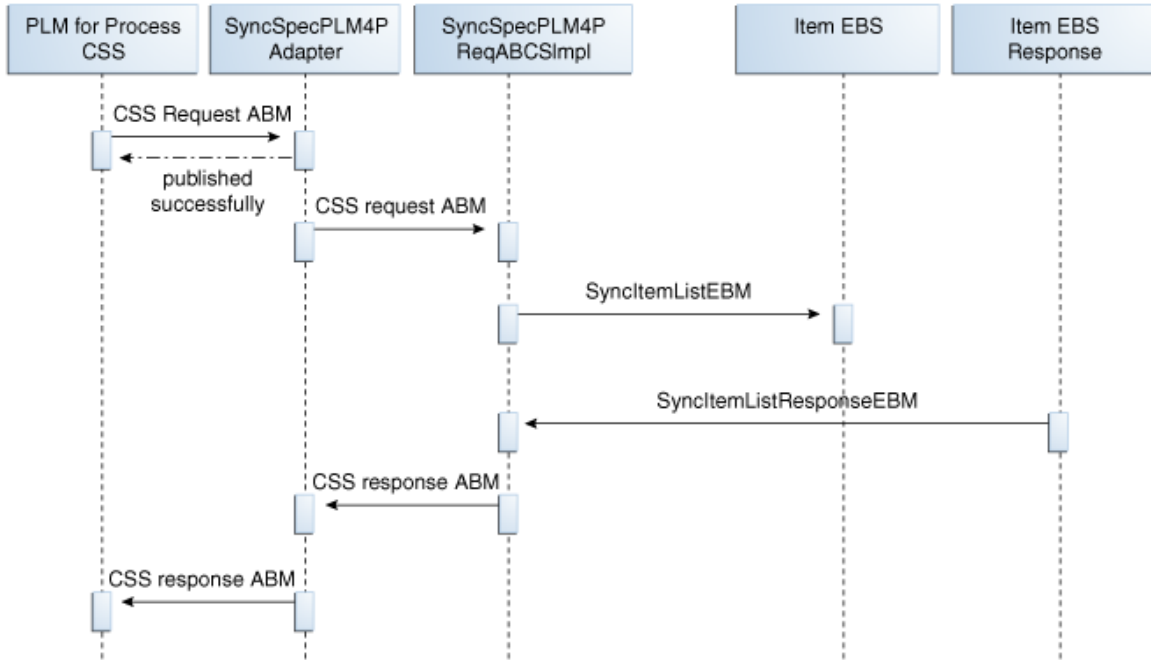 PLM for Process
CSS
SyncSpecPLM4P
Adapter
SyncSpecPLM4P
ReqABCSImpl
Item EBS
Item EBS
Response
CSS Request ABM
published
successfully
CSS request ABM
SyncItemListEBM
SyncItemListResponseEBM
CSS response ABM
CSS response ABM